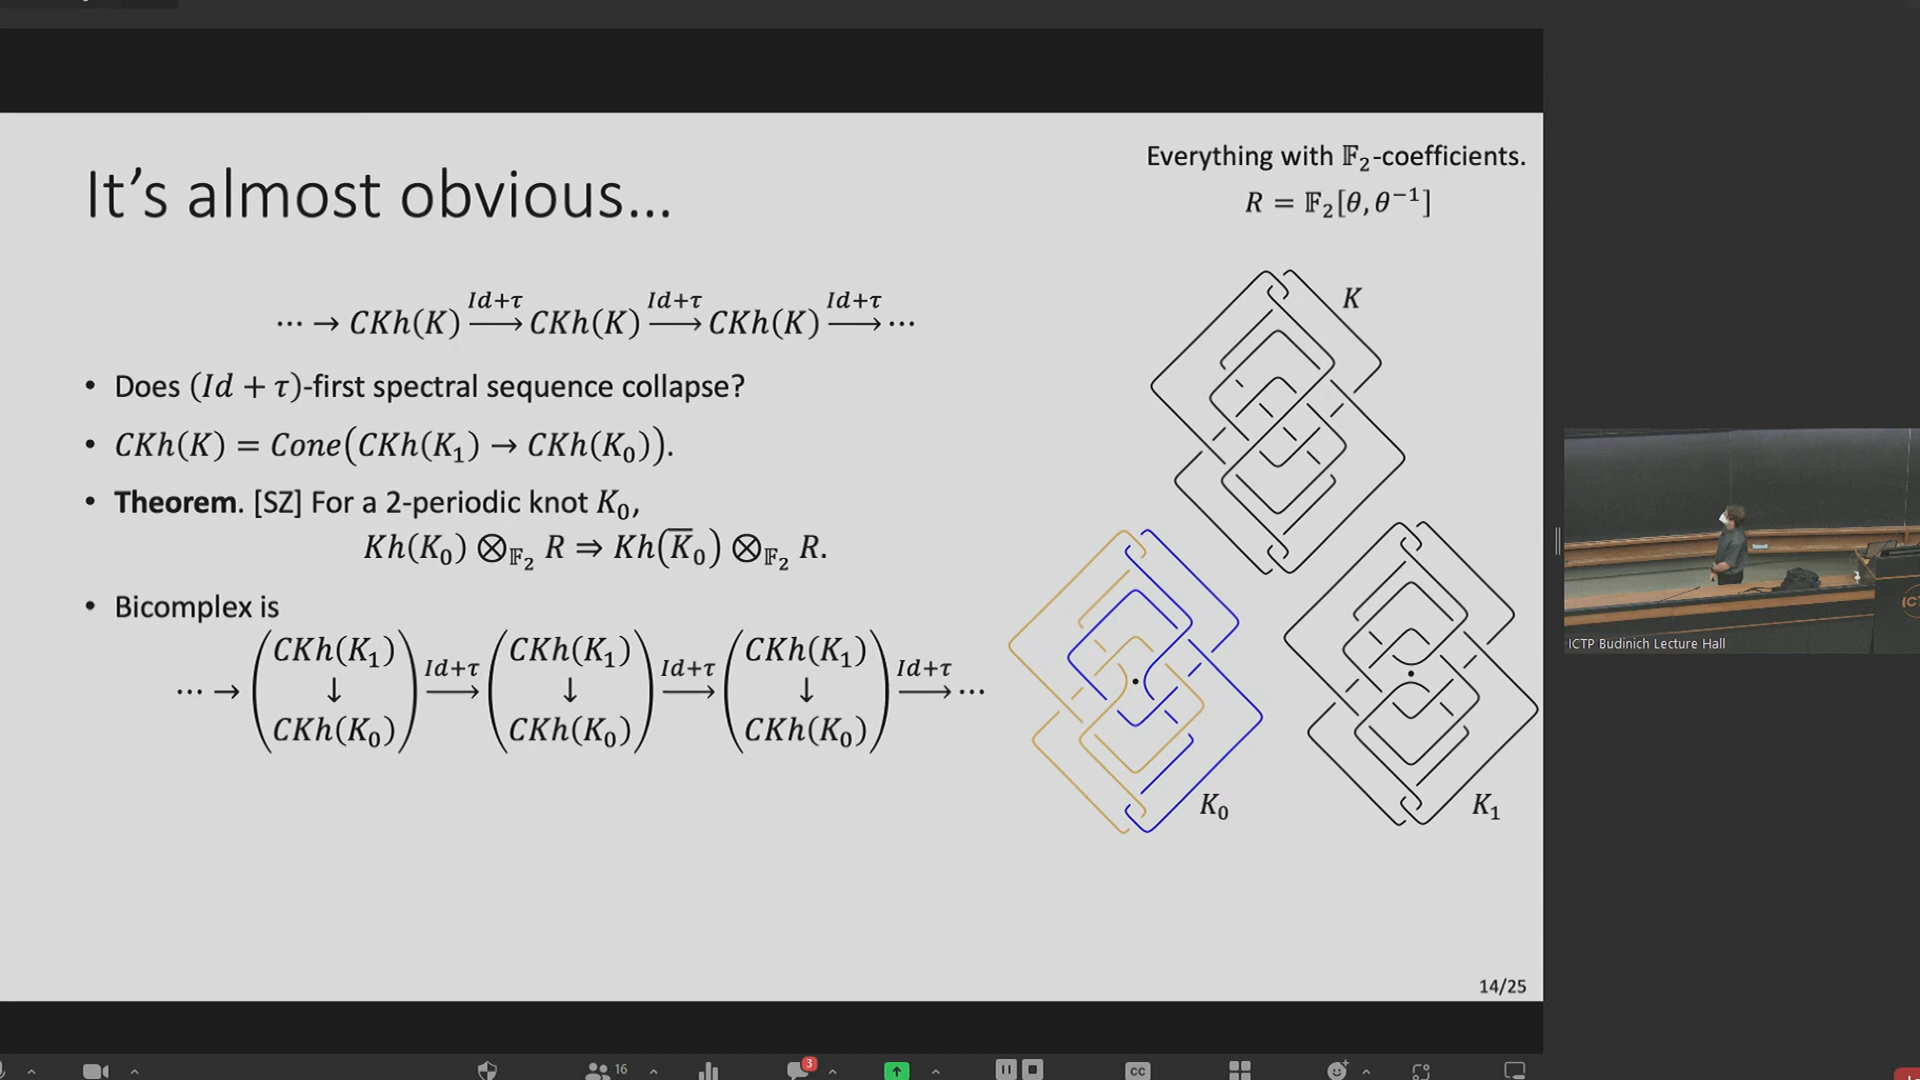 It's almost obvious…
Everything with 𝔽₂-coefficients.
R = 𝔽₂[θ, θ⁻¹]
⋯ → CKh(K) —Id+τ→ CKh(K) —Id+τ→ CKh(K) —Id+τ→ ⋯
• Does (Id + τ)-first spectral sequence collapse?
• CKh(K) = Cone(CKh(K₁) → CKh(K₀)).
• Theorem. [SZ] For a 2-periodic knot K₀,
Kh(K₀) ⊗_𝔽₂ R ⇒ Kh(K̅₀) ⊗_𝔽₂ R.
• Bicomplex is
⋯ → (CKh(K₁) ↓ CKh(K₀)) —Id+τ→ (CKh(K₁) ↓ CKh(K₀)) —Id+τ→ (CKh(K₁) ↓ CKh(K₀)) —Id+τ→ ⋯
K
K₀
K₁
14/25
ICTP Budinich Lecture Hall
16
3
CC